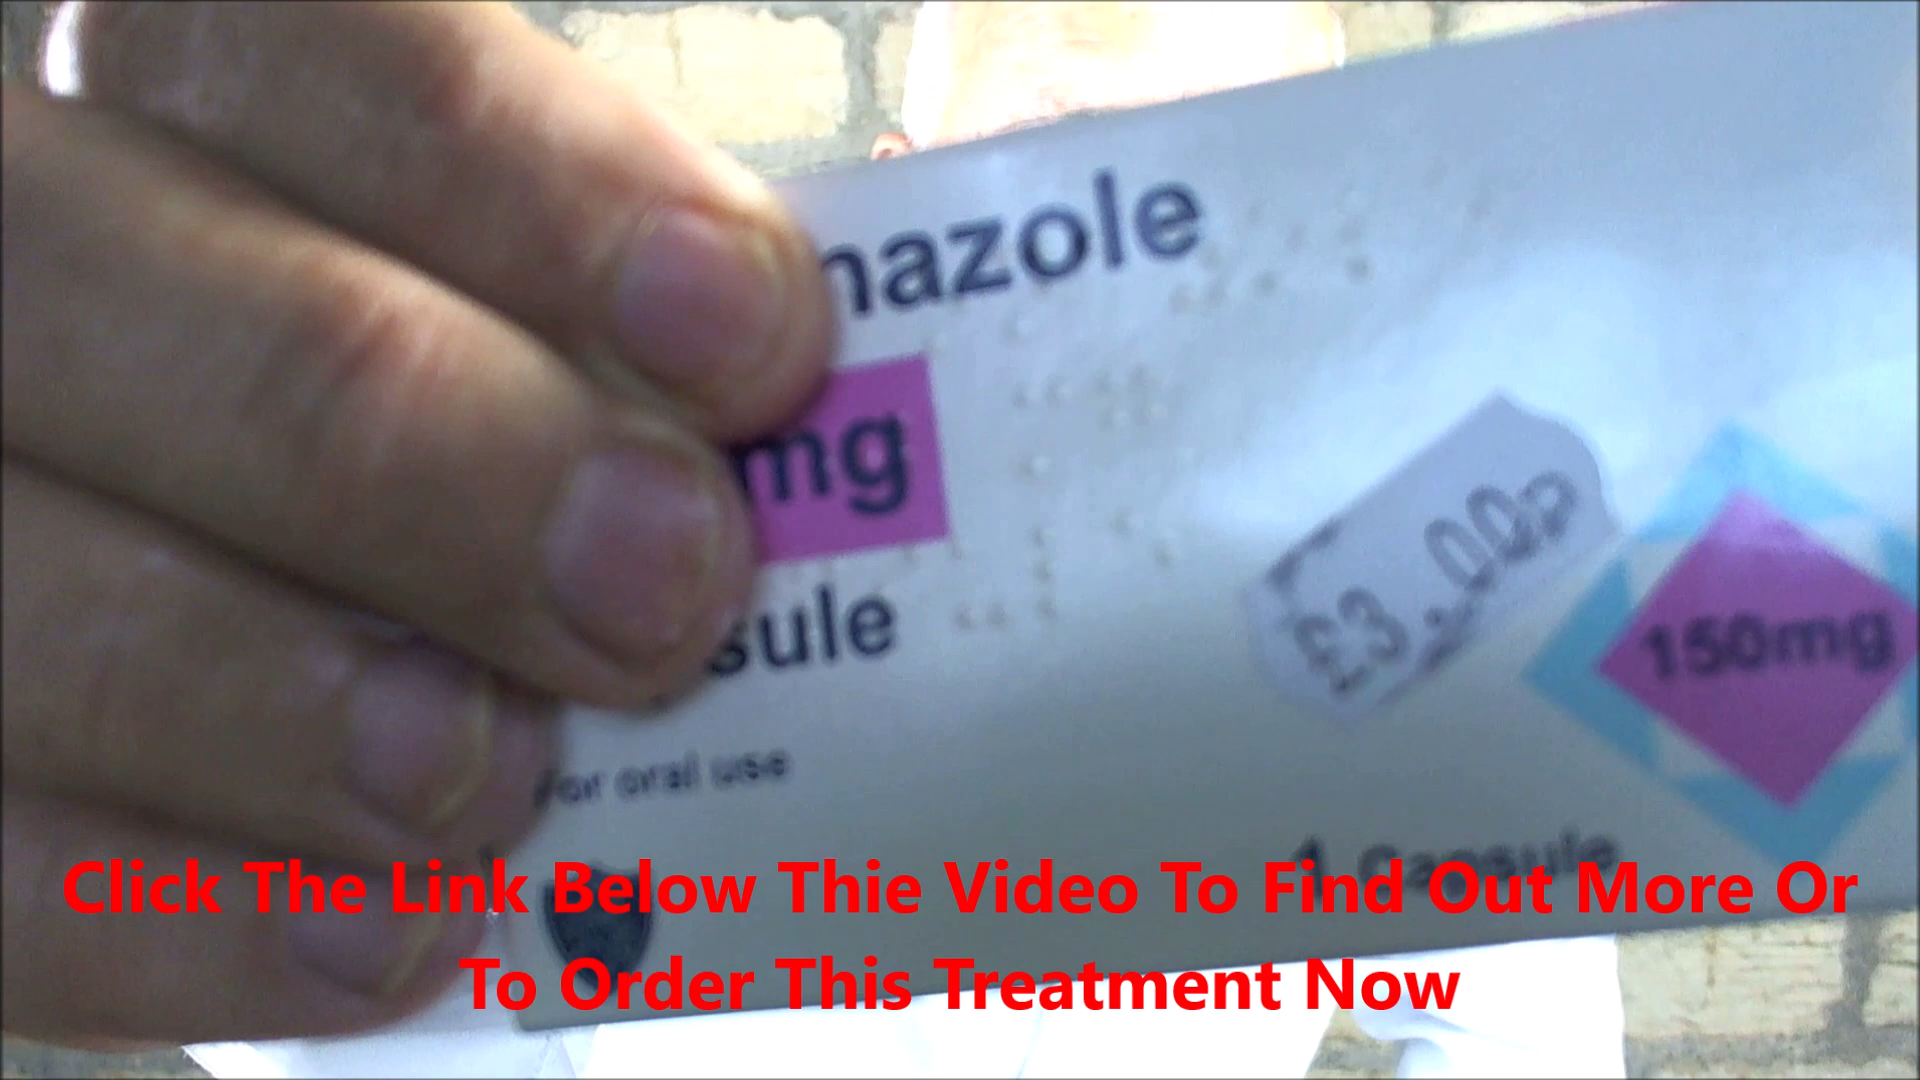 nazole
mg
sule
for oral use
£3.00p
150mg
1 Capsule
Click The Link Below Thie Video To Find Out More Or
To Order This Treatment Now